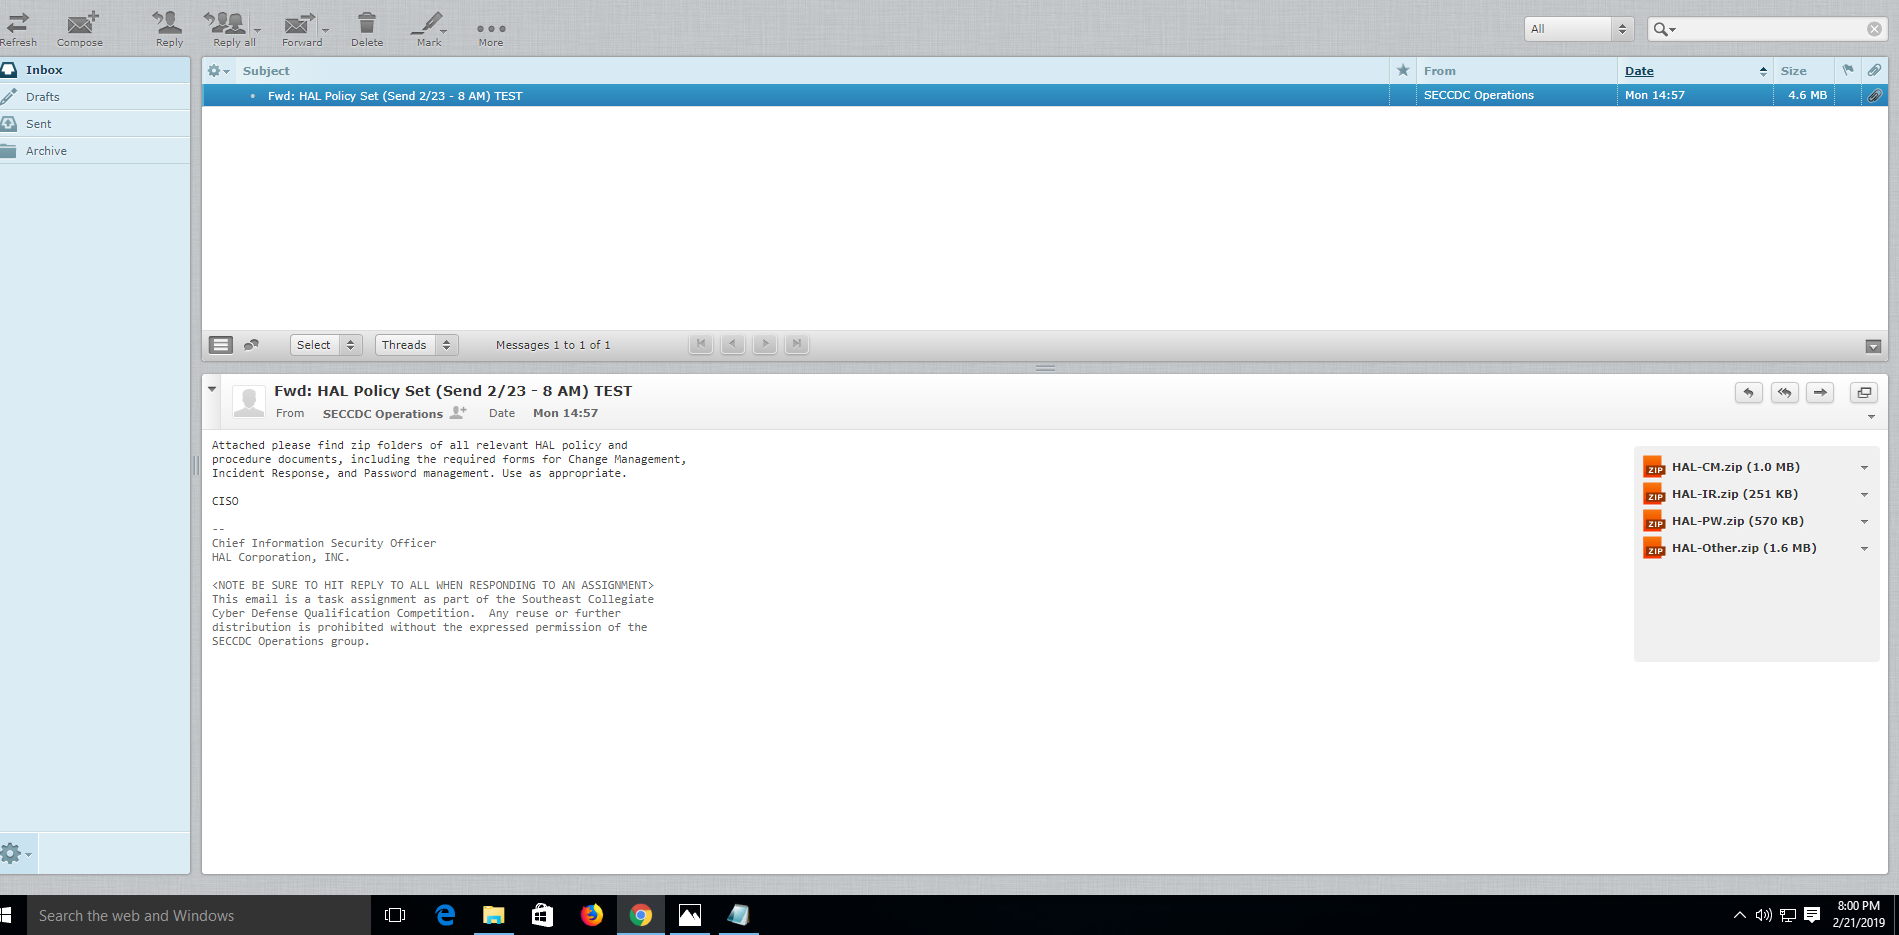 Refresh Compose Reply Reply all Forward Delete Mark More All
Inbox
Drafts
Sent
Archive
Subject From Date Size
Fwd: HAL Policy Set (Send 2/23 - 8 AM) TEST SECCDC Operations Mon 14:57 4.6 MB
Select Threads Messages 1 to 1 of 1
Fwd: HAL Policy Set (Send 2/23 - 8 AM) TEST
From SECCDC Operations Date Mon 14:57
Attached please find zip folders of all relevant HAL policy and
procedure documents, including the required forms for Change Management,
Incident Response, and Password management. Use as appropriate.
CISO
--
Chief Information Security Officer
HAL Corporation, INC.
<NOTE BE SURE TO HIT REPLY TO ALL WHEN RESPONDING TO AN ASSIGNMENT>
This email is a task assignment as part of the Southeast Collegiate
Cyber Defense Qualification Competition.  Any reuse or further
distribution is prohibited without the expressed permission of the
SECCDC Operations group.
ZIP HAL-CM.zip (1.0 MB)
ZIP HAL-IR.zip (251 KB)
ZIP HAL-PW.zip (570 KB)
ZIP HAL-Other.zip (1.6 MB)
Search the web and Windows
8:00 PM
2/21/2019